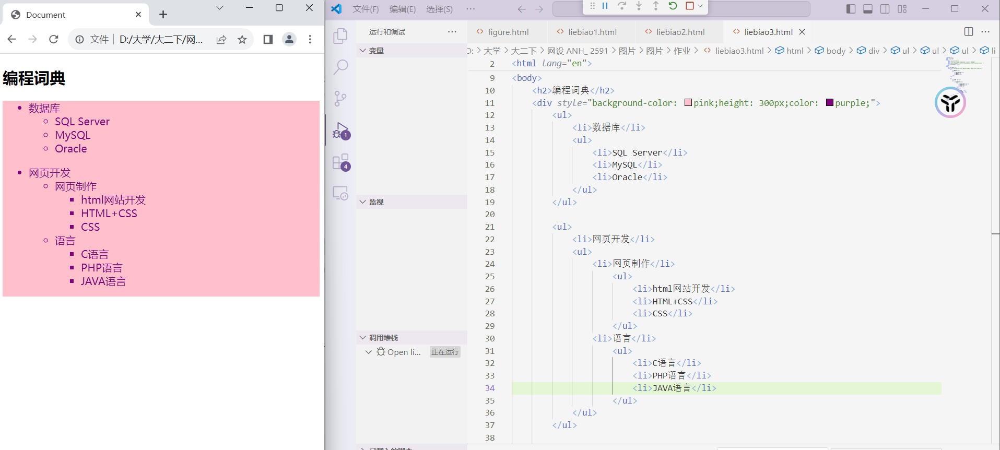 Document
文件
D:/大学/大二下/网...
编程词典
数据库
SQL Server
MySQL
Oracle
网页开发
网页制作
html网站开发
HTML+CSS
CSS
语言
C语言
PHP语言
JAVA语言
文件(F) 编辑(E) 选择(S) ···
1
4
运行和调试 ···
变量
监视
调用堆栈
Open li... 正在运行
figure.html liebiao1.html liebiao2.html liebiao3.html
D: > 大学 > 大二下 > 网设 ANH_ 2591 > 图片 > 图片 > 作业 > liebiao3.html > html > body > div > ul > ul > ul > li
2 <html lang="en">
9 <body>
10 <h2>编程词典</h2>
11 <div style="background-color: pink;height: 300px;color: purple;">
12 <ul>
13 <li>数据库</li>
14 <ul>
15 <li>SQL Server</li>
16 <li>MySQL</li>
17 <li>Oracle</li>
18 </ul>
19 </ul>
20
21 <ul>
22 <li>网页开发</li>
23 <ul>
24 <li>网页制作</li>
25 <ul>
26 <li>html网站开发</li>
27 <li>HTML+CSS</li>
28 <li>CSS</li>
29 </ul>
30 <li>语言</li>
31 <ul>
32 <li>C语言</li>
33 <li>PHP语言</li>
34 <li>JAVA语言</li>
35 </ul>
36 </ul>
37 </ul>
38